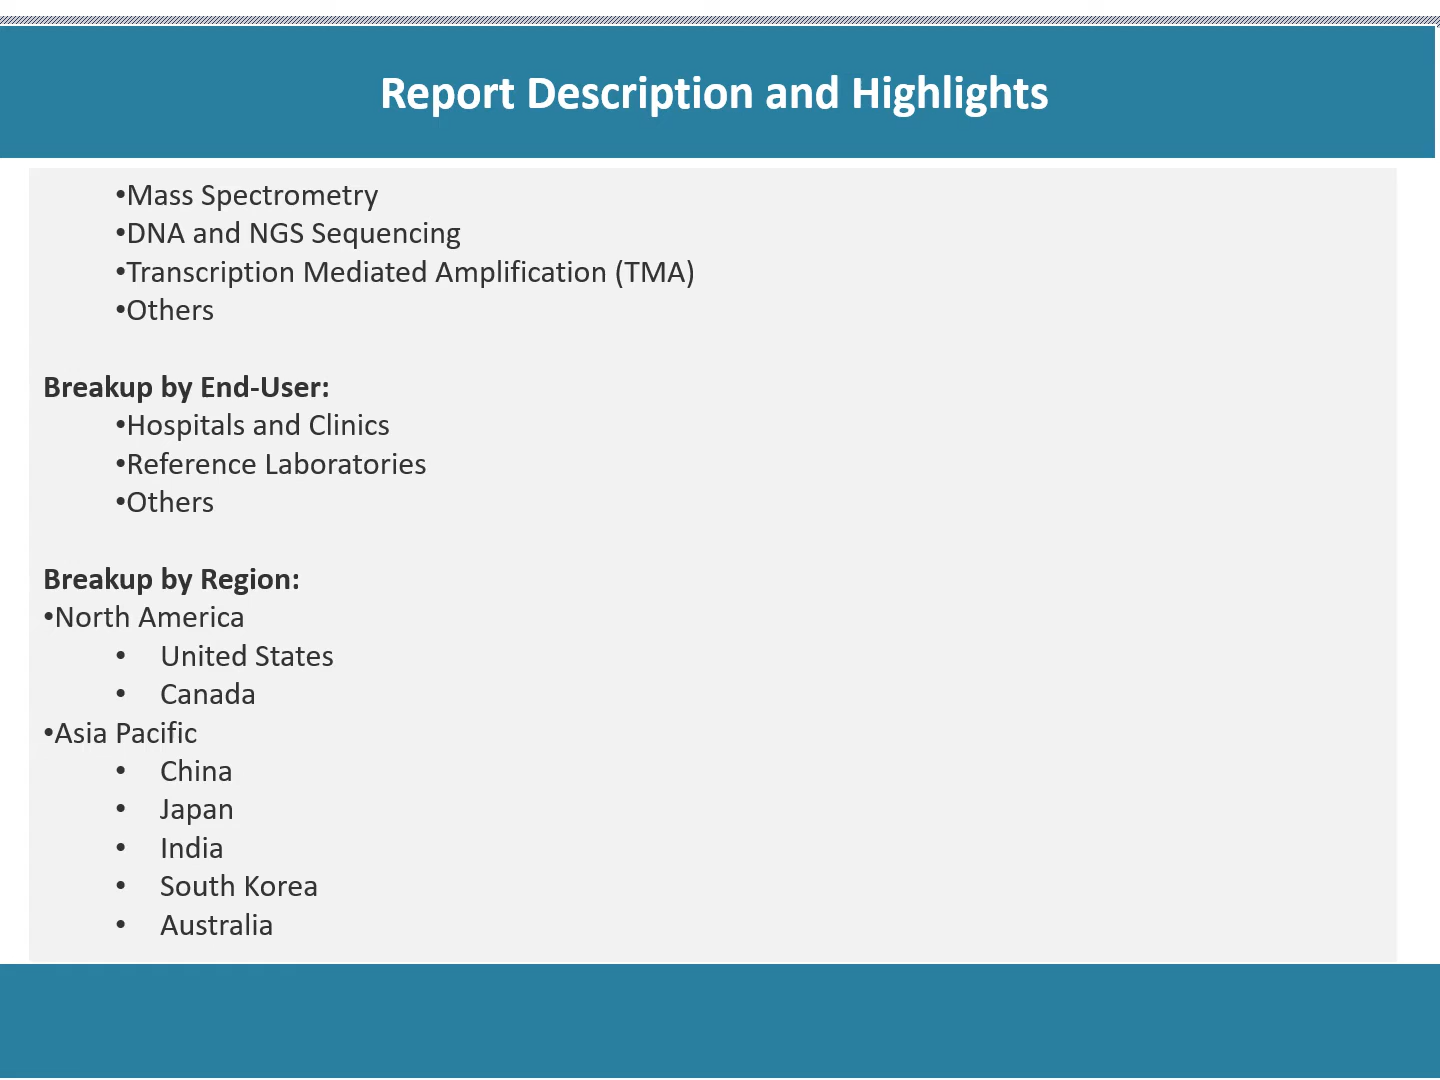 Report Description and Highlights
•Mass Spectrometry
•DNA and NGS Sequencing
•Transcription Mediated Amplification (TMA)
•Others
Breakup by End-User:
•Hospitals and Clinics
•Reference Laboratories
•Others
Breakup by Region:
•North America
• United States
• Canada
•Asia Pacific
• China
• Japan
• India
• South Korea
• Australia